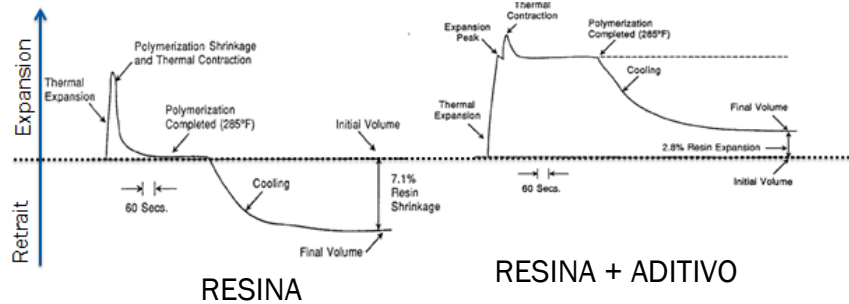 Expansion
Retrait
Thermal
Expansion
Polymerization Shrinkage
and Thermal Contraction
Polymerization
Completed (285°F)
Initial Volume
60 Secs.
Cooling
7.1%
Resin
Shrinkage
Final Volume
RESINA
Expansion
Peak
Thermal
Contraction
Polymerization
Completed (285°F)
Cooling
Thermal
Expansion
Final Volume
2.8% Resin Expansion
60 Secs.
Initial Volume
RESINA + ADITIVO